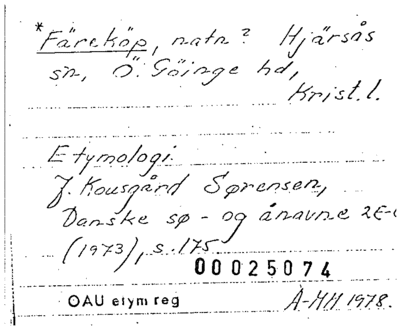 *Färeköp, natn? Hjärsås
sn, Ö. Göinge hd,
Krist. l.
Etymologi
J. Kousgård Sørensen,
Danske sø- og ånavne 2E-
(1973), s. 175
00025074
OAU etym reg A-HH 1978.